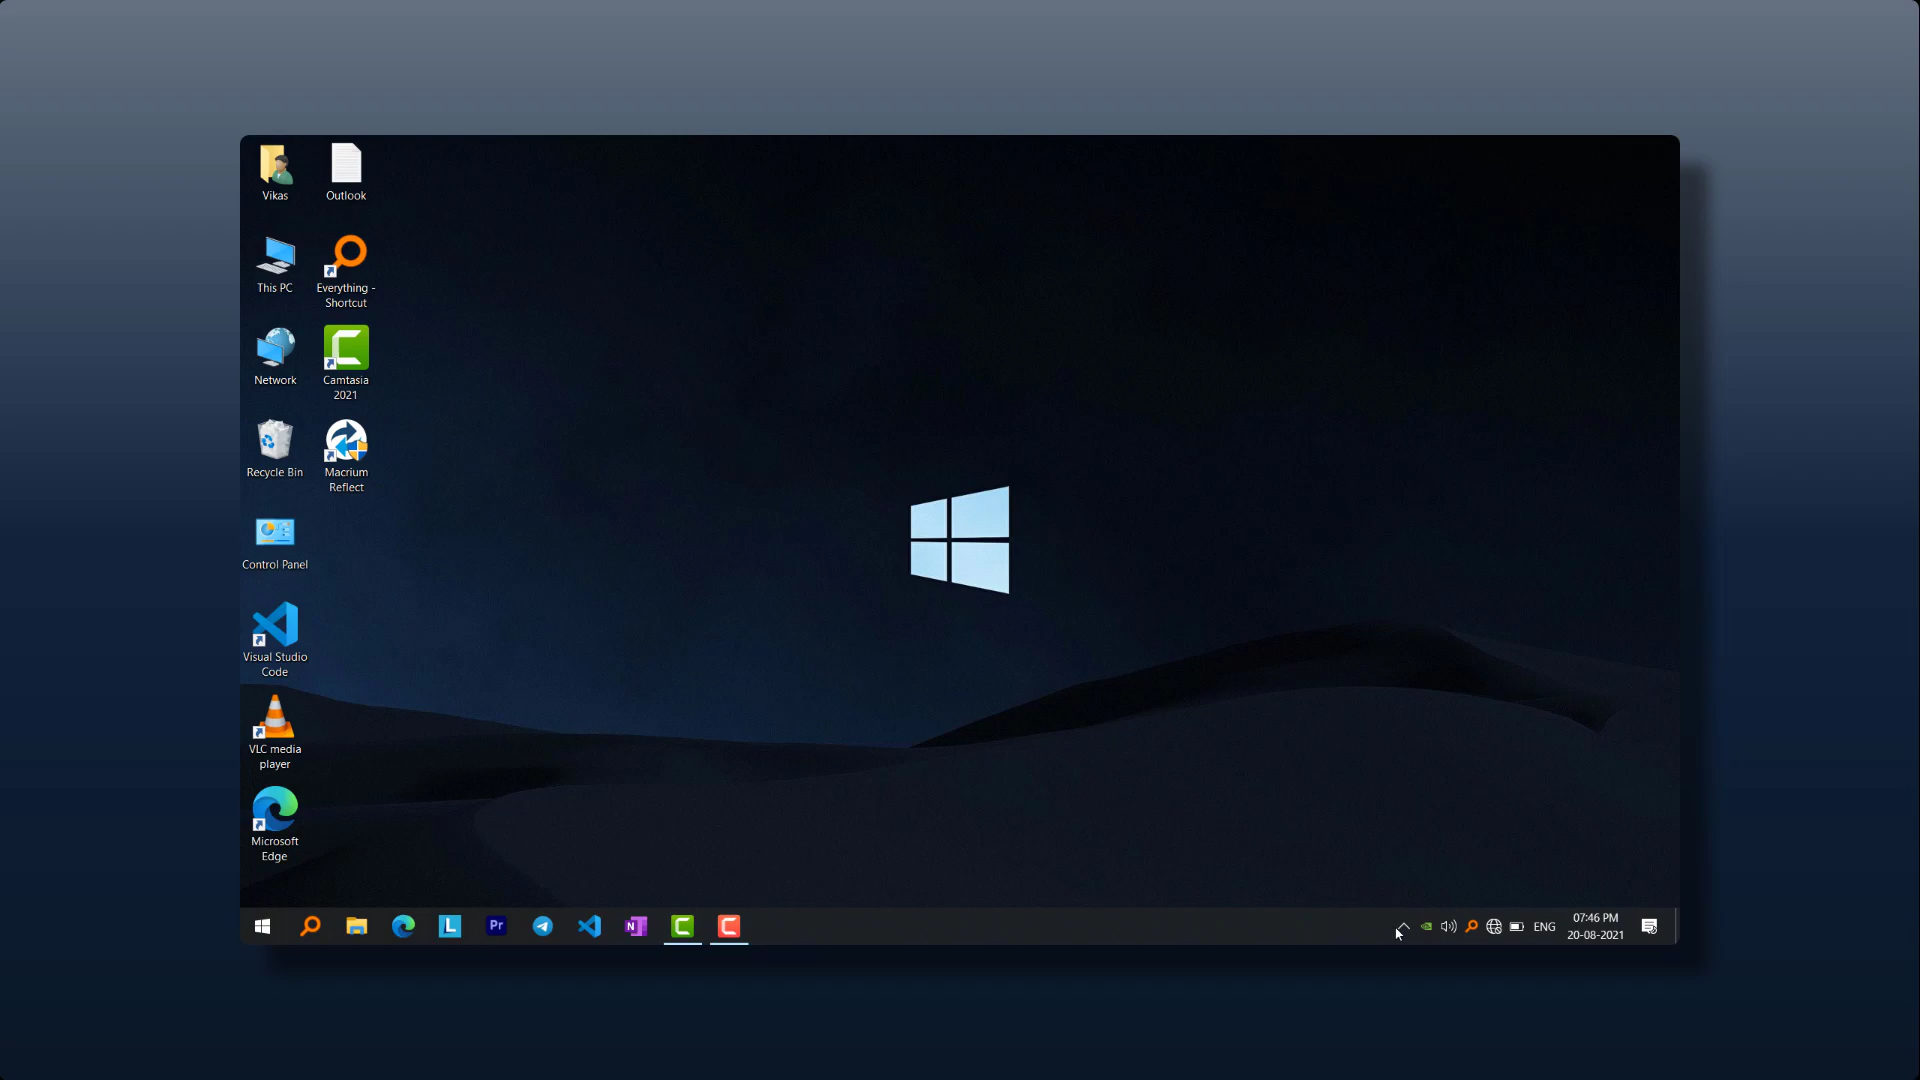 Vikas
Outlook
This PC
Everything -
Shortcut
Network
Camtasia
2021
Recycle Bin
Macrium
Reflect
Control Panel
Visual Studio
Code
VLC media
player
Microsoft
Edge
L
Pr
N
ENG
07:46 PM
20-08-2021